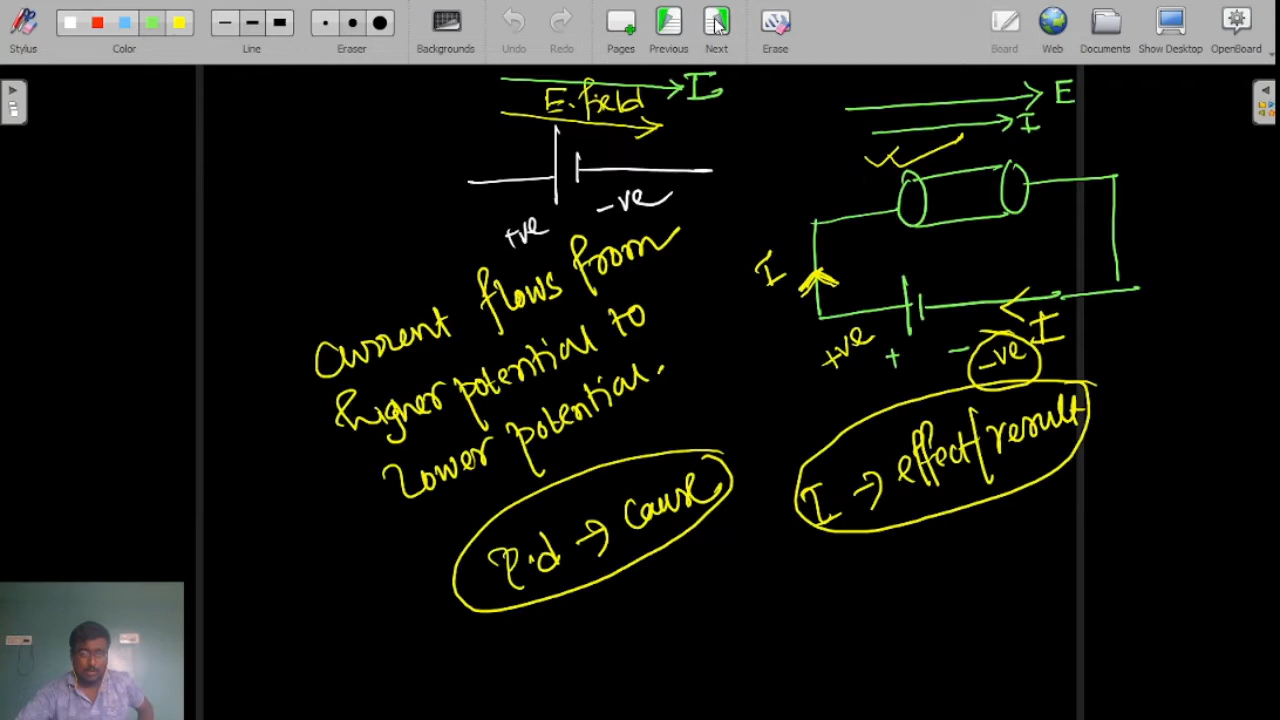 Stylus
Color
Line
Eraser
Backgrounds
Undo
Redo
Pages
Previous
Next
Erase
Board
Web
Documents
Show Desktop
OpenBoard
I
E.field
+ve
-ve
Current flows from
higher potential to
lower potential.
P.d → cause
E
I
I
+ve
+
-
-ve
I
I → effect/result